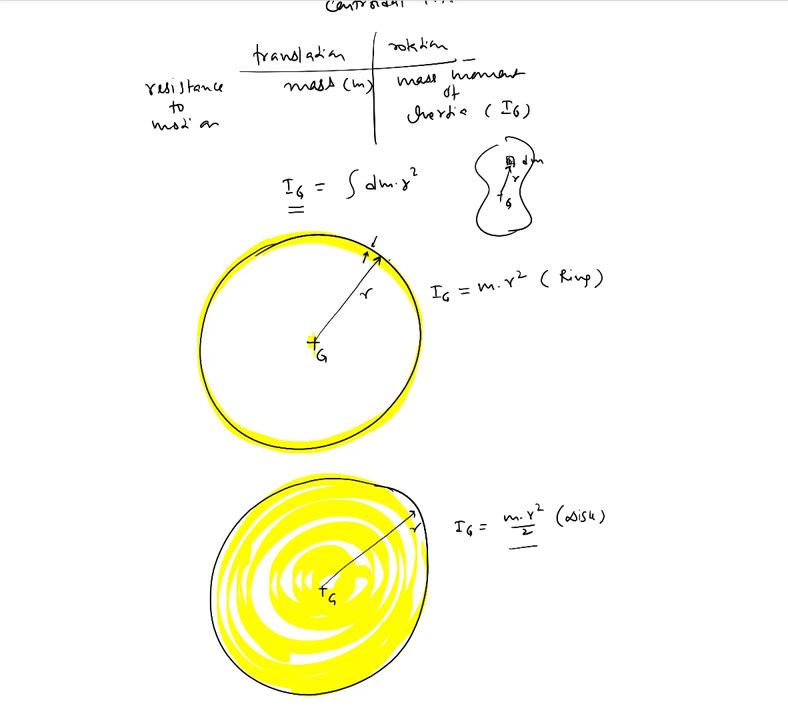 translation rotation
resistance to motion mass (m) mass moment of Inertia (I_G)
dm
r
G
I_G = ∫ dm·r²
t
r
G
I_G = m·r² (Ring)
r
G
I_G = m·r²/2 (disk)